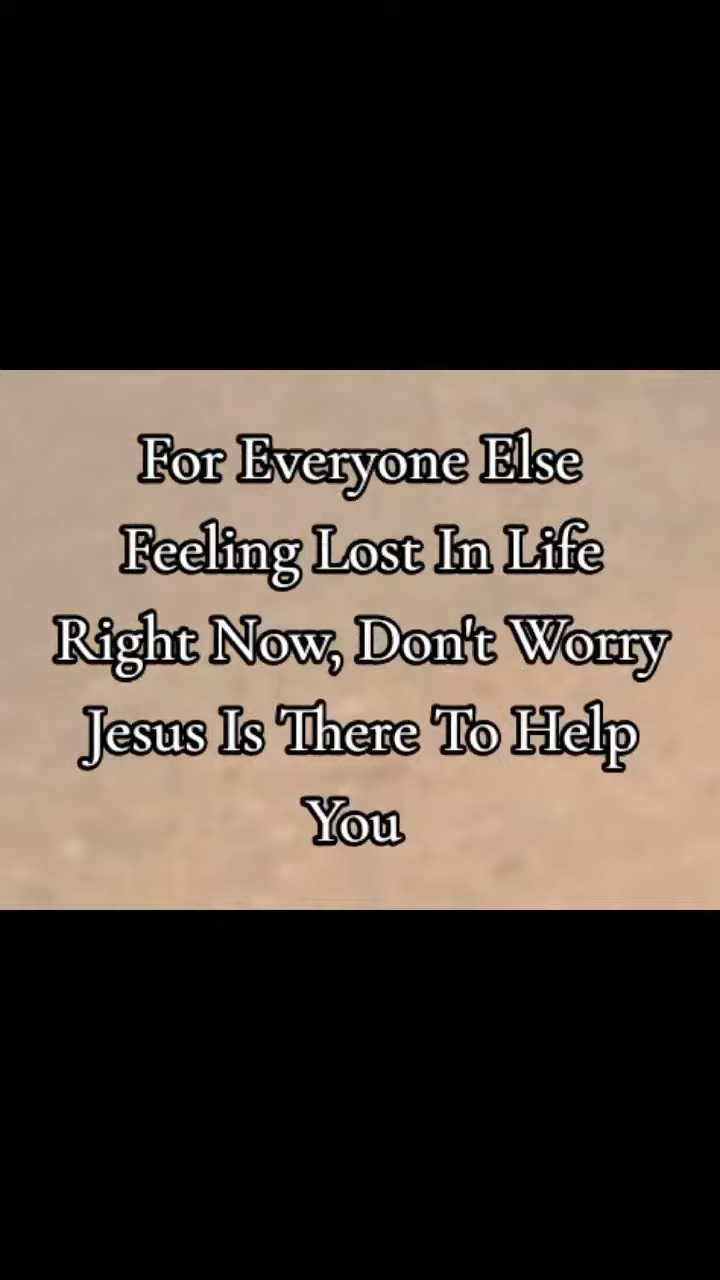 For Everyone Else
Feeling Lost In Life
Right Now, Don't Worry
Jesus Is There To Help
You